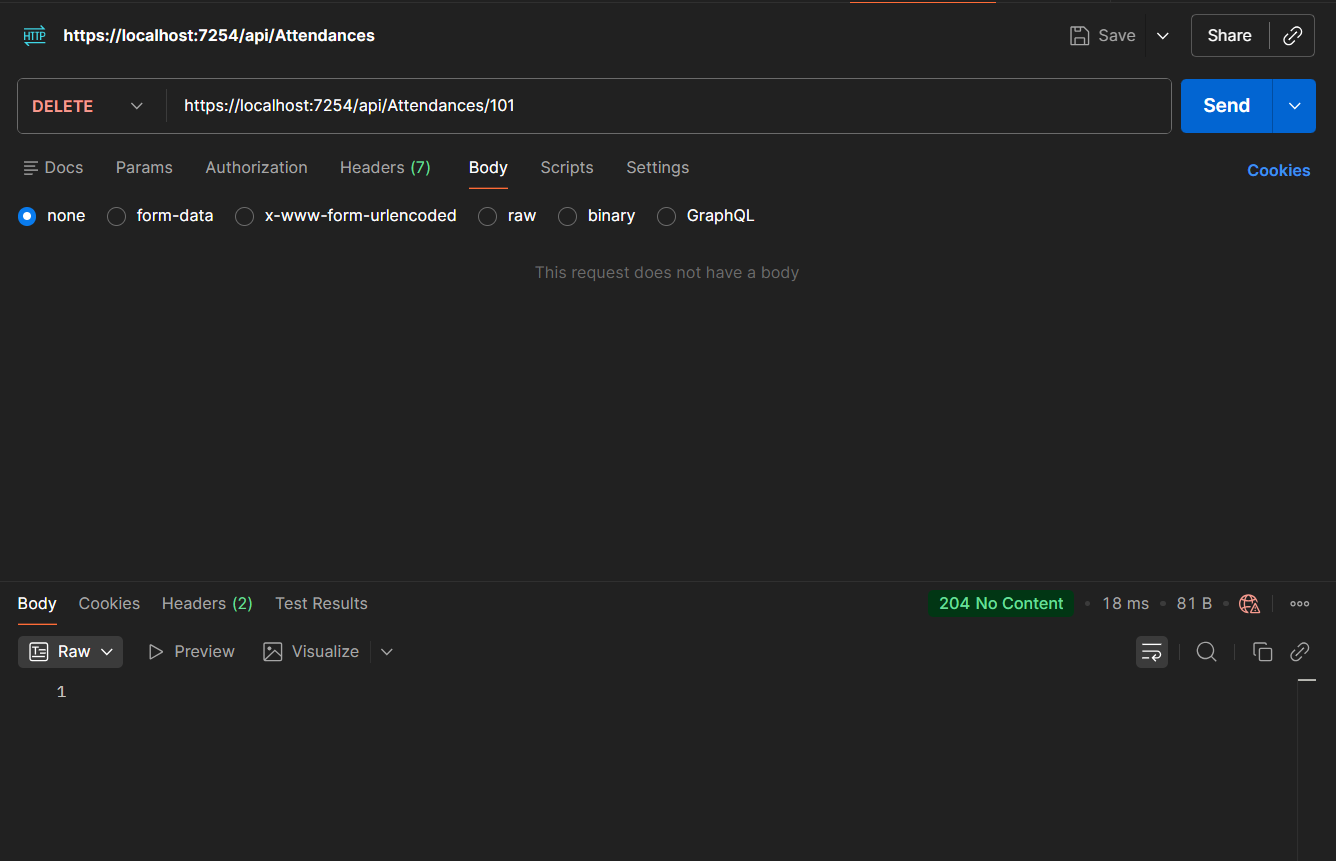 HTTP https://localhost:7254/api/Attendances Save Share
DELETE https://localhost:7254/api/Attendances/101 Send
Docs Params Authorization Headers (7) Body Scripts Settings Cookies
none form-data x-www-form-urlencoded raw binary GraphQL
This request does not have a body
Body Cookies Headers (2) Test Results 204 No Content • 18 ms • 81 B •
Raw Preview Visualize
1